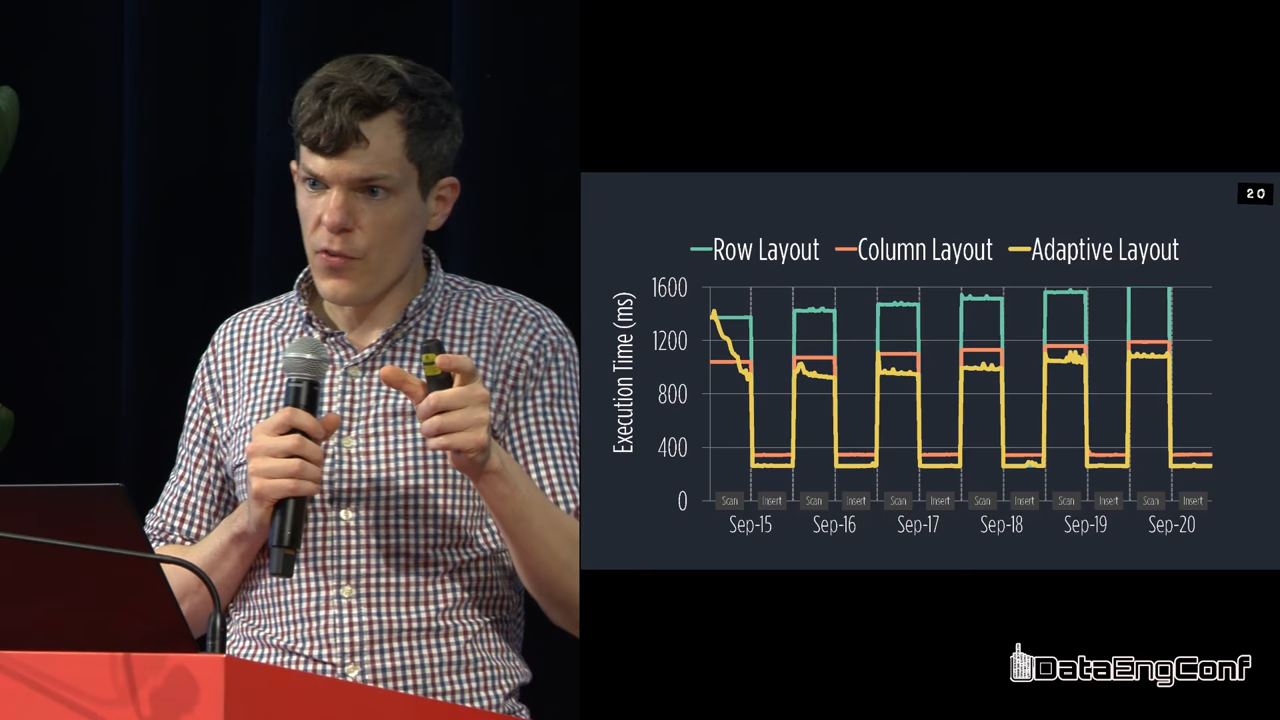 20
Row Layout Column Layout Adaptive Layout
Execution Time (ms)
1600
1200
800
400
0
Scan Insert Scan Insert Scan Insert Scan Insert Scan Insert Scan Insert
Sep-15 Sep-16 Sep-17 Sep-18 Sep-19 Sep-20
DataEngConf